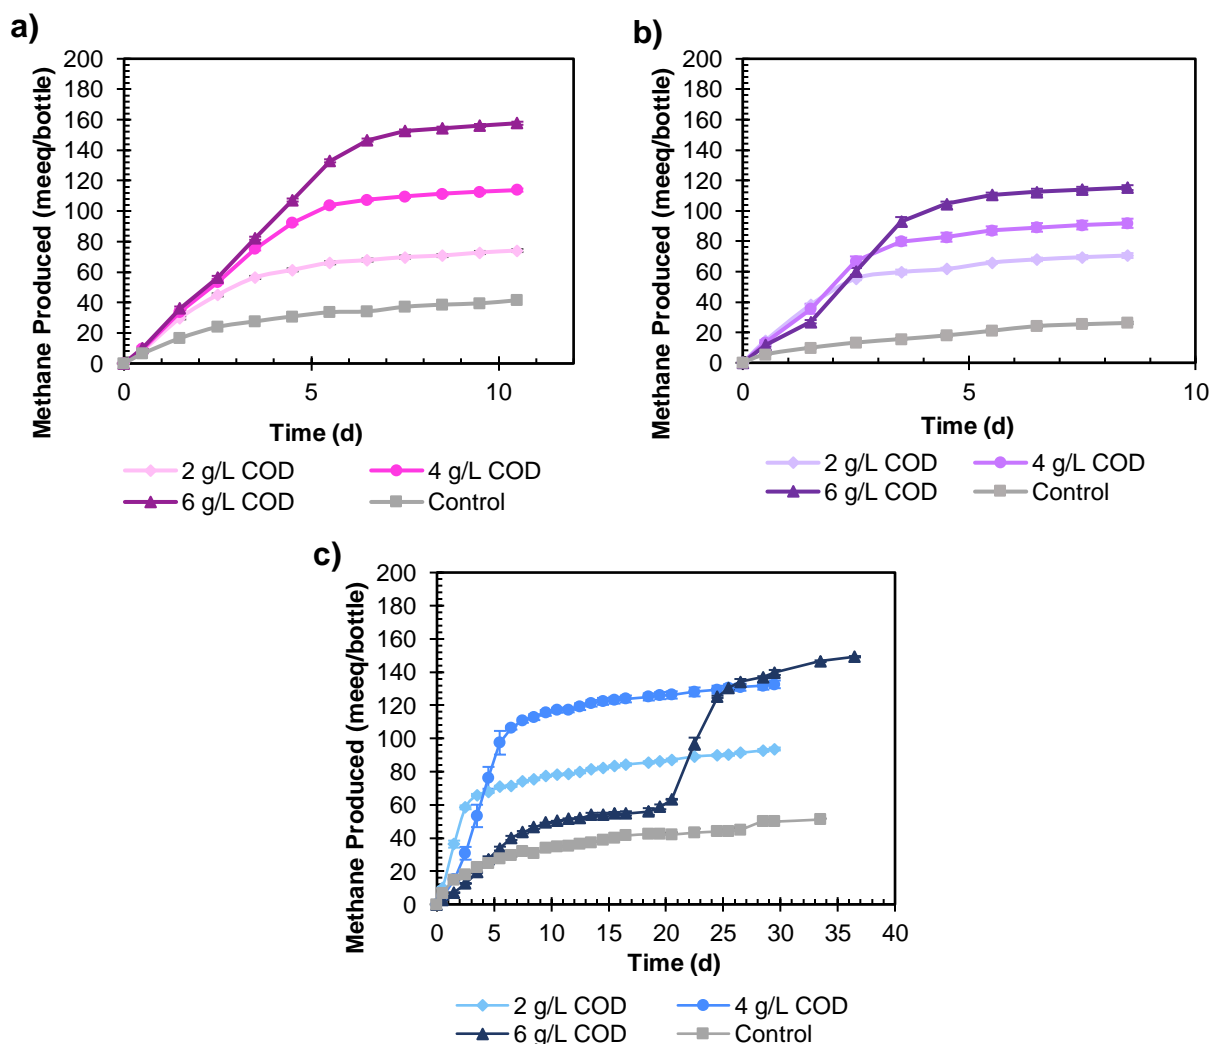 a)
Methane Produced (meeq/bottle)
200
180
160
140
120
100
80
60
40
20
0
0 5 10
Time (d)
2 g/L COD 4 g/L COD
6 g/L COD Control
b)
Methane Produced (meeq/bottle)
200
180
160
140
120
100
80
60
40
20
0
0 5 10
Time (d)
2 g/L COD 4 g/L COD
6 g/L COD Control
c)
Methane Produced (meeq/bottle)
200
180
160
140
120
100
80
60
40
20
0
0 5 10 15 20 25 30 35 40
Time (d)
2 g/L COD 4 g/L COD
6 g/L COD Control